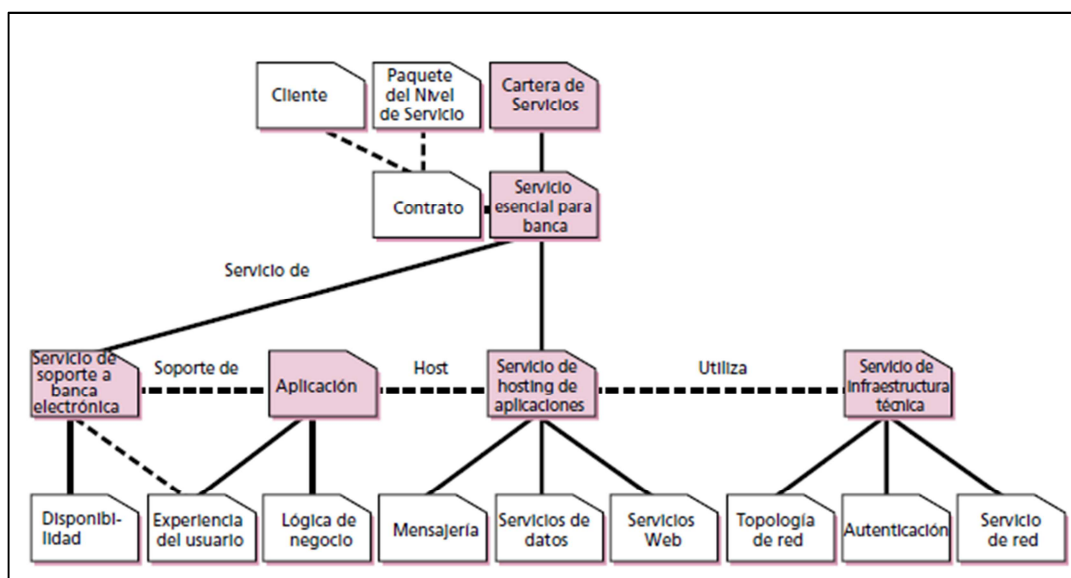 Cliente
Paquete
del Nivel
de Servicio
Cartera de
Servicios
Contrato
Servicio
esencial para
banca
Servicio de
Servicio de
soporte a
banca
electrónica
Soporte de
Aplicación
Host
Servicio de
hosting de
aplicaciones
Utiliza
Servicio de
infraestructura
técnica
Disponibi-
lidad
Experiencia
del usuario
Lógica de
negocio
Mensajería
Servicios de
datos
Servicios
Web
Topología
de red
Autenticación
Servicio
de red